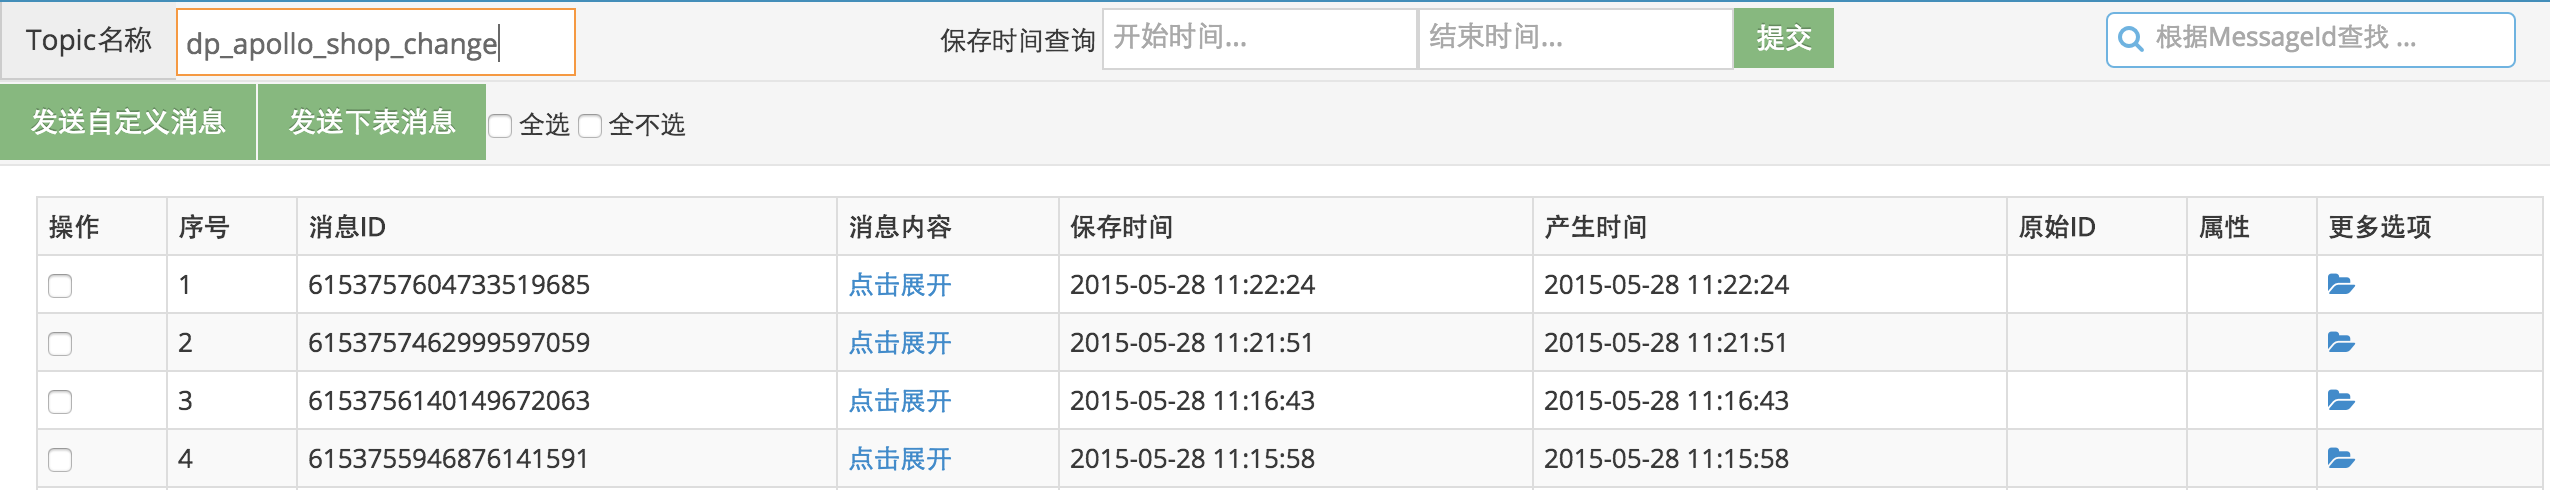 Topic名称 dp_apollo_shop_change 保存时间查询 开始时间... 结束时间... 提交 根据MessageId查找 ...
发送自定义消息 发送下表消息 全选 全不选
操作 序号 消息ID 消息内容 保存时间 产生时间 原始ID 属性 更多选项
1 6153757604733519685 点击展开 2015-05-28 11:22:24 2015-05-28 11:22:24
2 6153757462999597059 点击展开 2015-05-28 11:21:51 2015-05-28 11:21:51
3 6153756140149672063 点击展开 2015-05-28 11:16:43 2015-05-28 11:16:43
4 6153755946876141591 点击展开 2015-05-28 11:15:58 2015-05-28 11:15:58